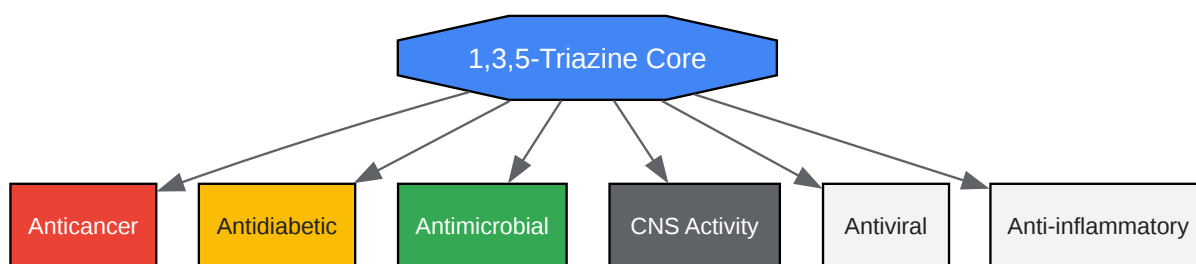 1,3,5-Triazine Core
Anticancer
Antidiabetic
Antimicrobial
CNS Activity
Antiviral
Anti-inflammatory